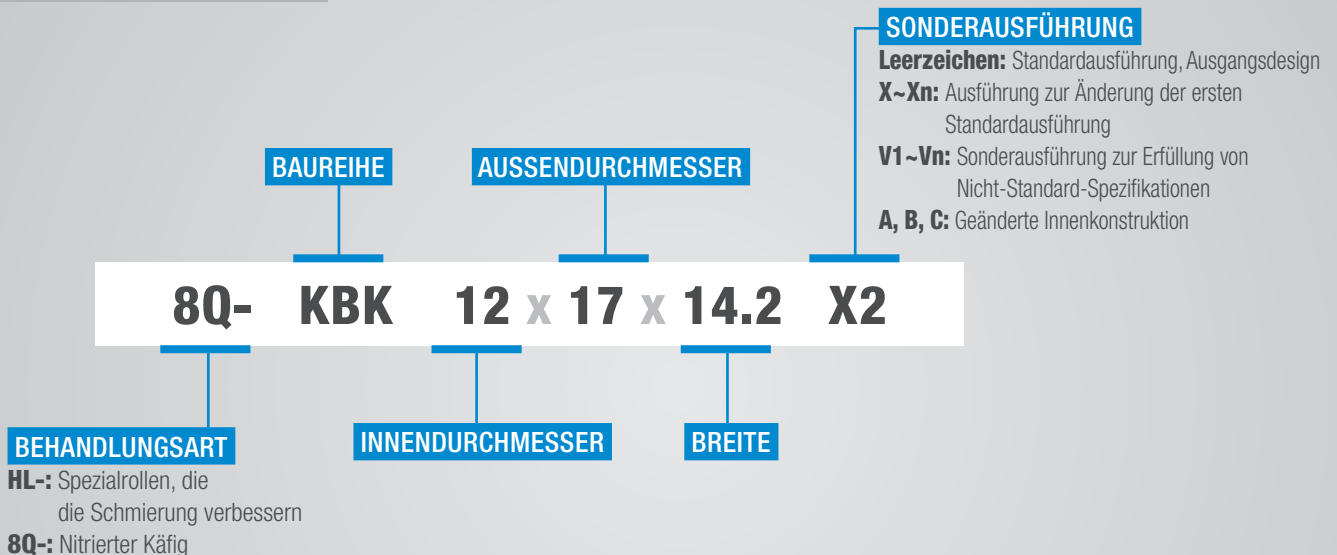 SONDERAUSFÜHRUNG
Leerzeichen: Standardausführung, Ausgangsdesign
X~Xn: Ausführung zur Änderung der ersten
Standardausführung
V1~Vn: Sonderausführung zur Erfüllung von
Nicht-Standard-Spezifikationen
A, B, C: Geänderte Innenkonstruktion
BAUREIHE
AUSSENDURCHMESSER
8Q- KBK 12 x 17 x 14.2 X2
BEHANDLUNGSART
HL-: Spezialrollen, die
die Schmierung verbessern
8Q-: Nitrierter Käfig
INNENDURCHMESSER
BREITE